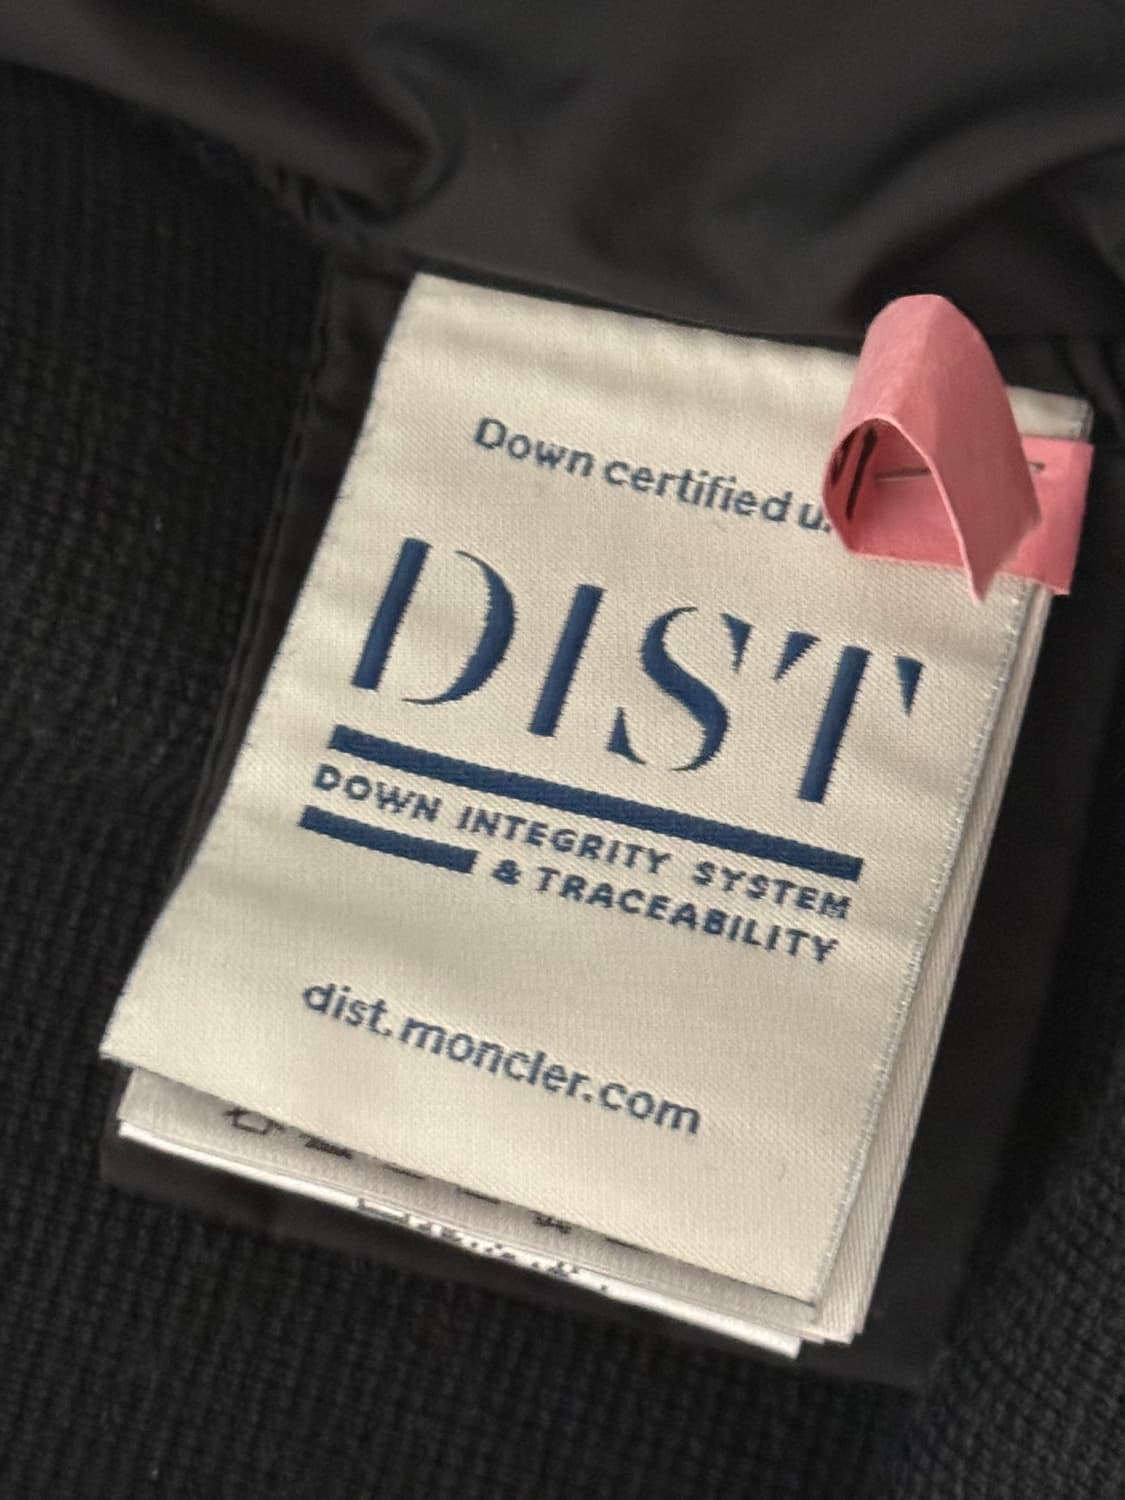 Down certified
DIST
DOWN INTEGRITY SYSTEM
& TRACEABILITY
dist.moncler.com